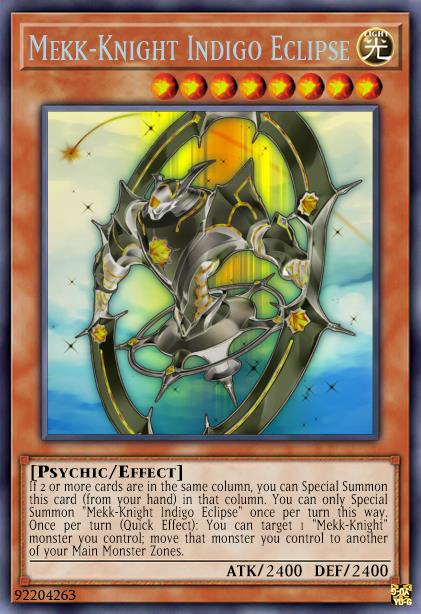 Mekk-Knight Indigo Eclipse
LIGHT
光
[Psychic/Effect]
If 2 or more cards are in the same column, you can Special Summon
this card (from your hand) in that column. You can only Special
Summon "Mekk-Knight Indigo Eclipse" once per turn this way.
Once per turn (Quick Effect): You can target 1 "Mekk-Knight"
monster you control; move that monster you control to another
of your Main Monster Zones.
ATK/2400 DEF/2400
92204263